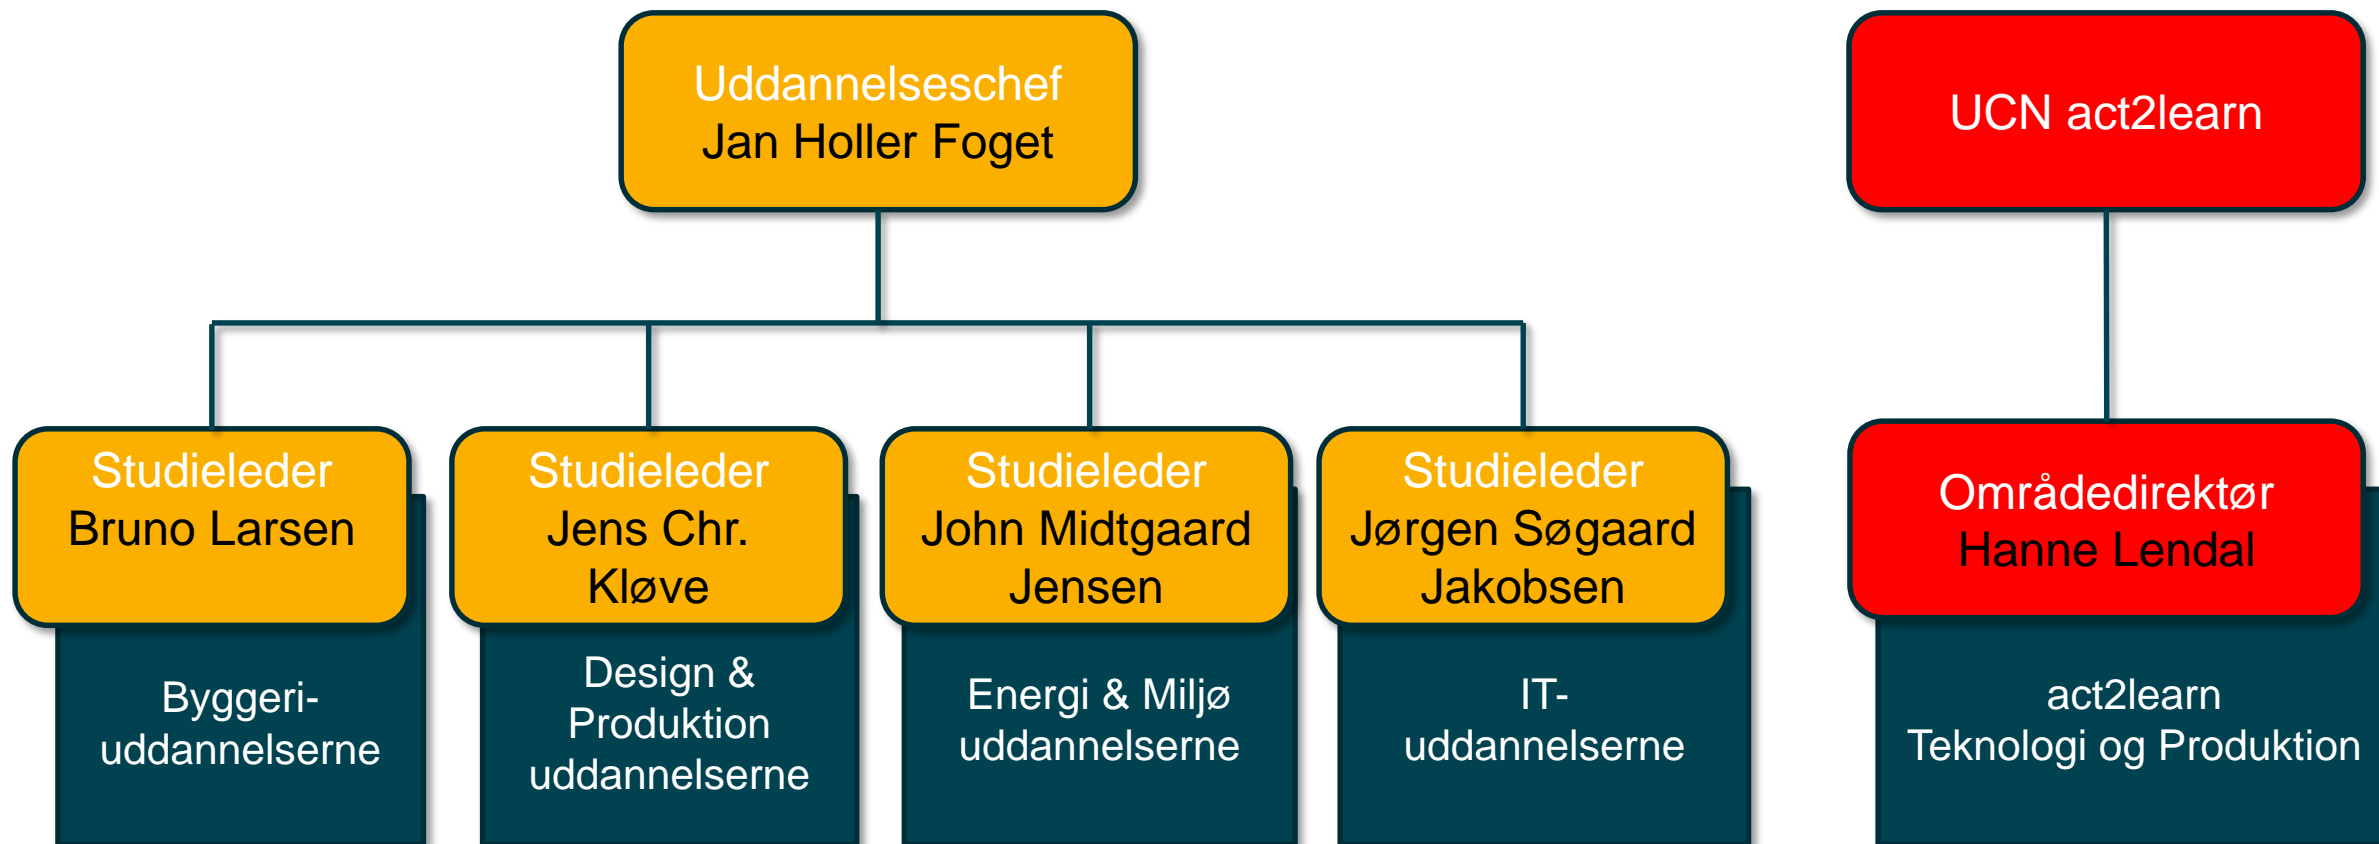 Uddannelseschef
Jan Holler Foget
UCN act2learn
Studieleder
Bruno Larsen
Byggeri-
uddannelserne
Studieleder
Jens Chr.
Kløve
Design &
Produktion
uddannelserne
Studieleder
John Midtgaard
Jensen
Energi & Miljø
uddannelserne
Studieleder
Jørgen Søgaard
Jakobsen
IT-
uddannelserne
Områdedirektør
Hanne Lendal
act2learn
Teknologi og Produktion